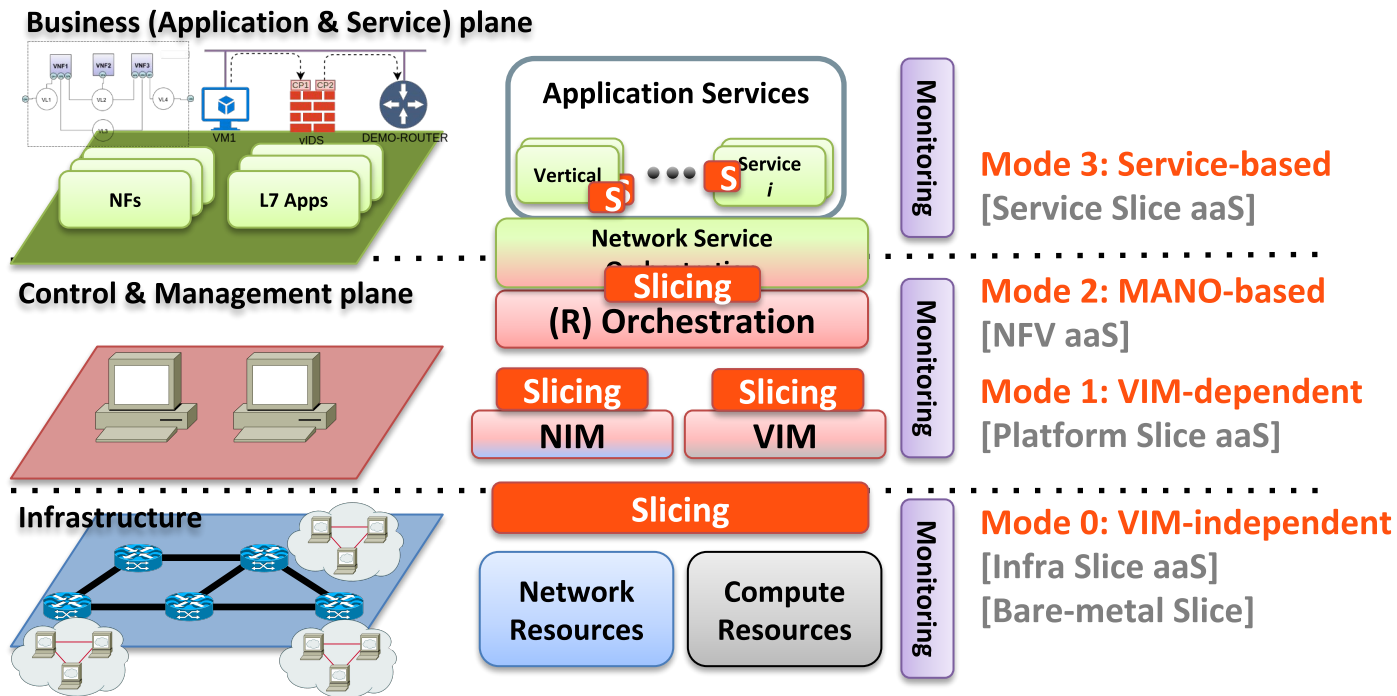 Business (Application & Service) plane
VNF1
VNF2
VNF3
VL1
VL2
VL4
VL3
CP1
CP2
VM1
vIDS
DEMO-ROUTER
NFs
L7 Apps
Application Services
Vertical
S
S
S
Service
i
Network Service
Orchestration
Slicing
(R) Orchestration
Monitoring
Mode 3: Service-based
[Service Slice aaS]
Control & Management plane
Slicing
NIM
Slicing
VIM
Monitoring
Mode 2: MANO-based
[NFV aaS]
Mode 1: VIM-dependent
[Platform Slice aaS]
Infrastructure
Slicing
Network
Resources
Compute
Resources
Monitoring
Mode 0: VIM-independent
[Infra Slice aaS]
[Bare-metal Slice]